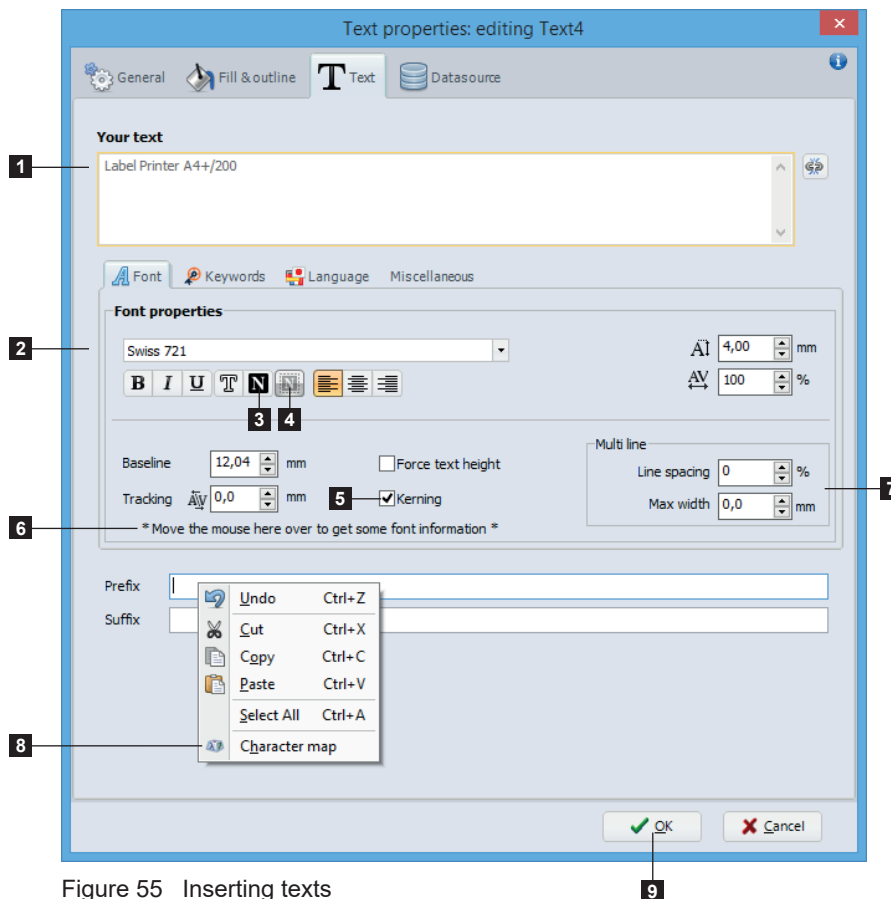 Text properties: editing Text4
General Fill & outline T Text Datasource
Your text
1 Label Printer A4+/200
Font Keywords Language Miscellaneous
Font properties
2 Swiss 721 4,00 mm
B I U T N N AV 100 %
3 4
Multi line
Baseline 12,04 mm Force text height Line spacing 0 %
7
Tracking AV 0,0 mm 5 Kerning Max width 0,0 mm
6 * Move the mouse here over to get some font information *
Prefix
Undo Ctrl+Z
Suffix
Cut Ctrl+X
Copy Ctrl+C
Paste Ctrl+V
Select All Ctrl+A
8 Character map
OK Cancel
Figure 55 Inserting texts 9